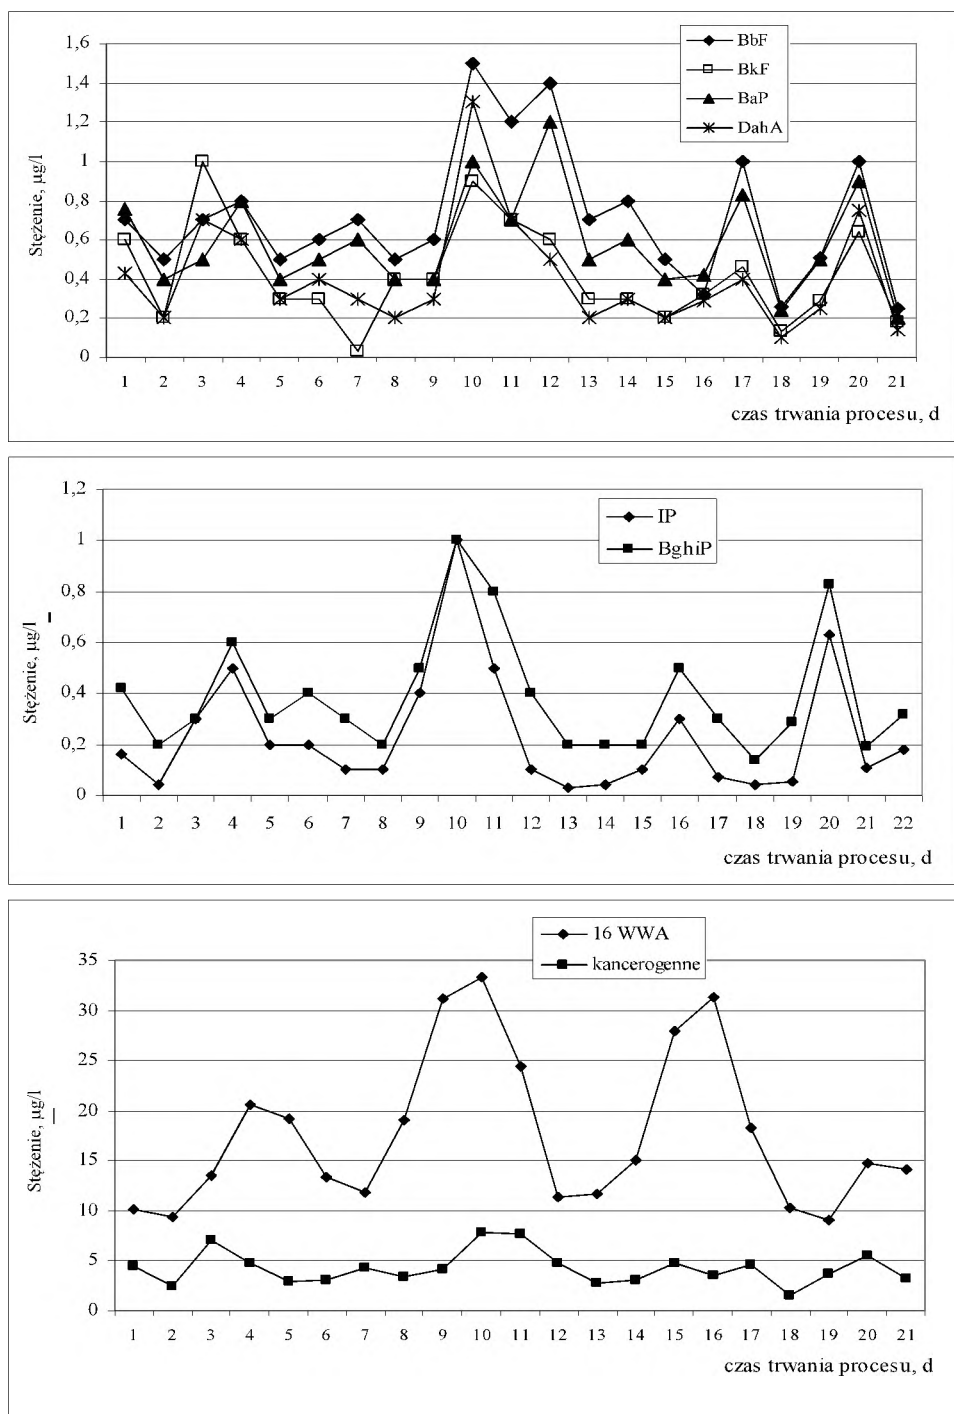 BbF
BkF
BaP
DahA
1,6
1,4
1,2
1
0,8
0,6
0,4
0,2
0
Stężenie, µg/l
1 2 3 4 5 6 7 8 9 10 11 12 13 14 15 16 17 18 19 20 21
czas trwania procesu, d
IP
BghiP
1,2
1
0,8
0,6
0,4
0,2
0
Stężenie, µg/l
1 2 3 4 5 6 7 8 9 10 11 12 13 14 15 16 17 18 19 20 21 22
czas trwania procesu, d
16 WWA
kancerogenne
35
30
25
20
15
10
5
0
Stężenie, µg/l
1 2 3 4 5 6 7 8 9 10 11 12 13 14 15 16 17 18 19 20 21
czas trwania procesu, d